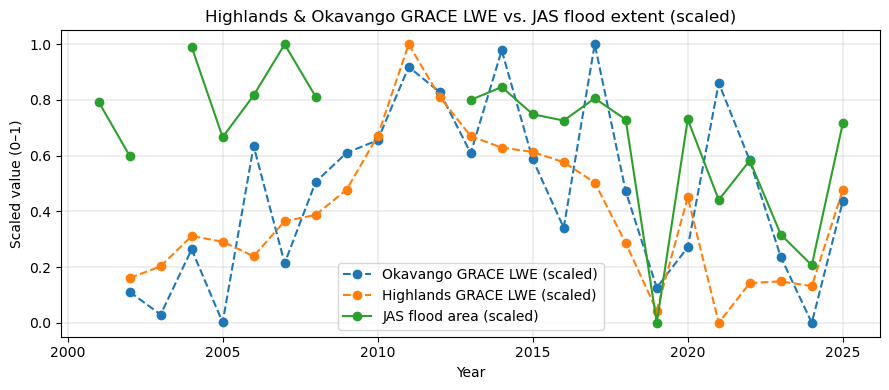 Highlands & Okavango GRACE LWE vs. JAS flood extent (scaled)
Scaled value (0–1)
1.0
0.8
0.6
0.4
0.2
0.0
Okavango GRACE LWE (scaled)
Highlands GRACE LWE (scaled)
JAS flood area (scaled)
2000 2005 2010 2015 2020 2025
Year